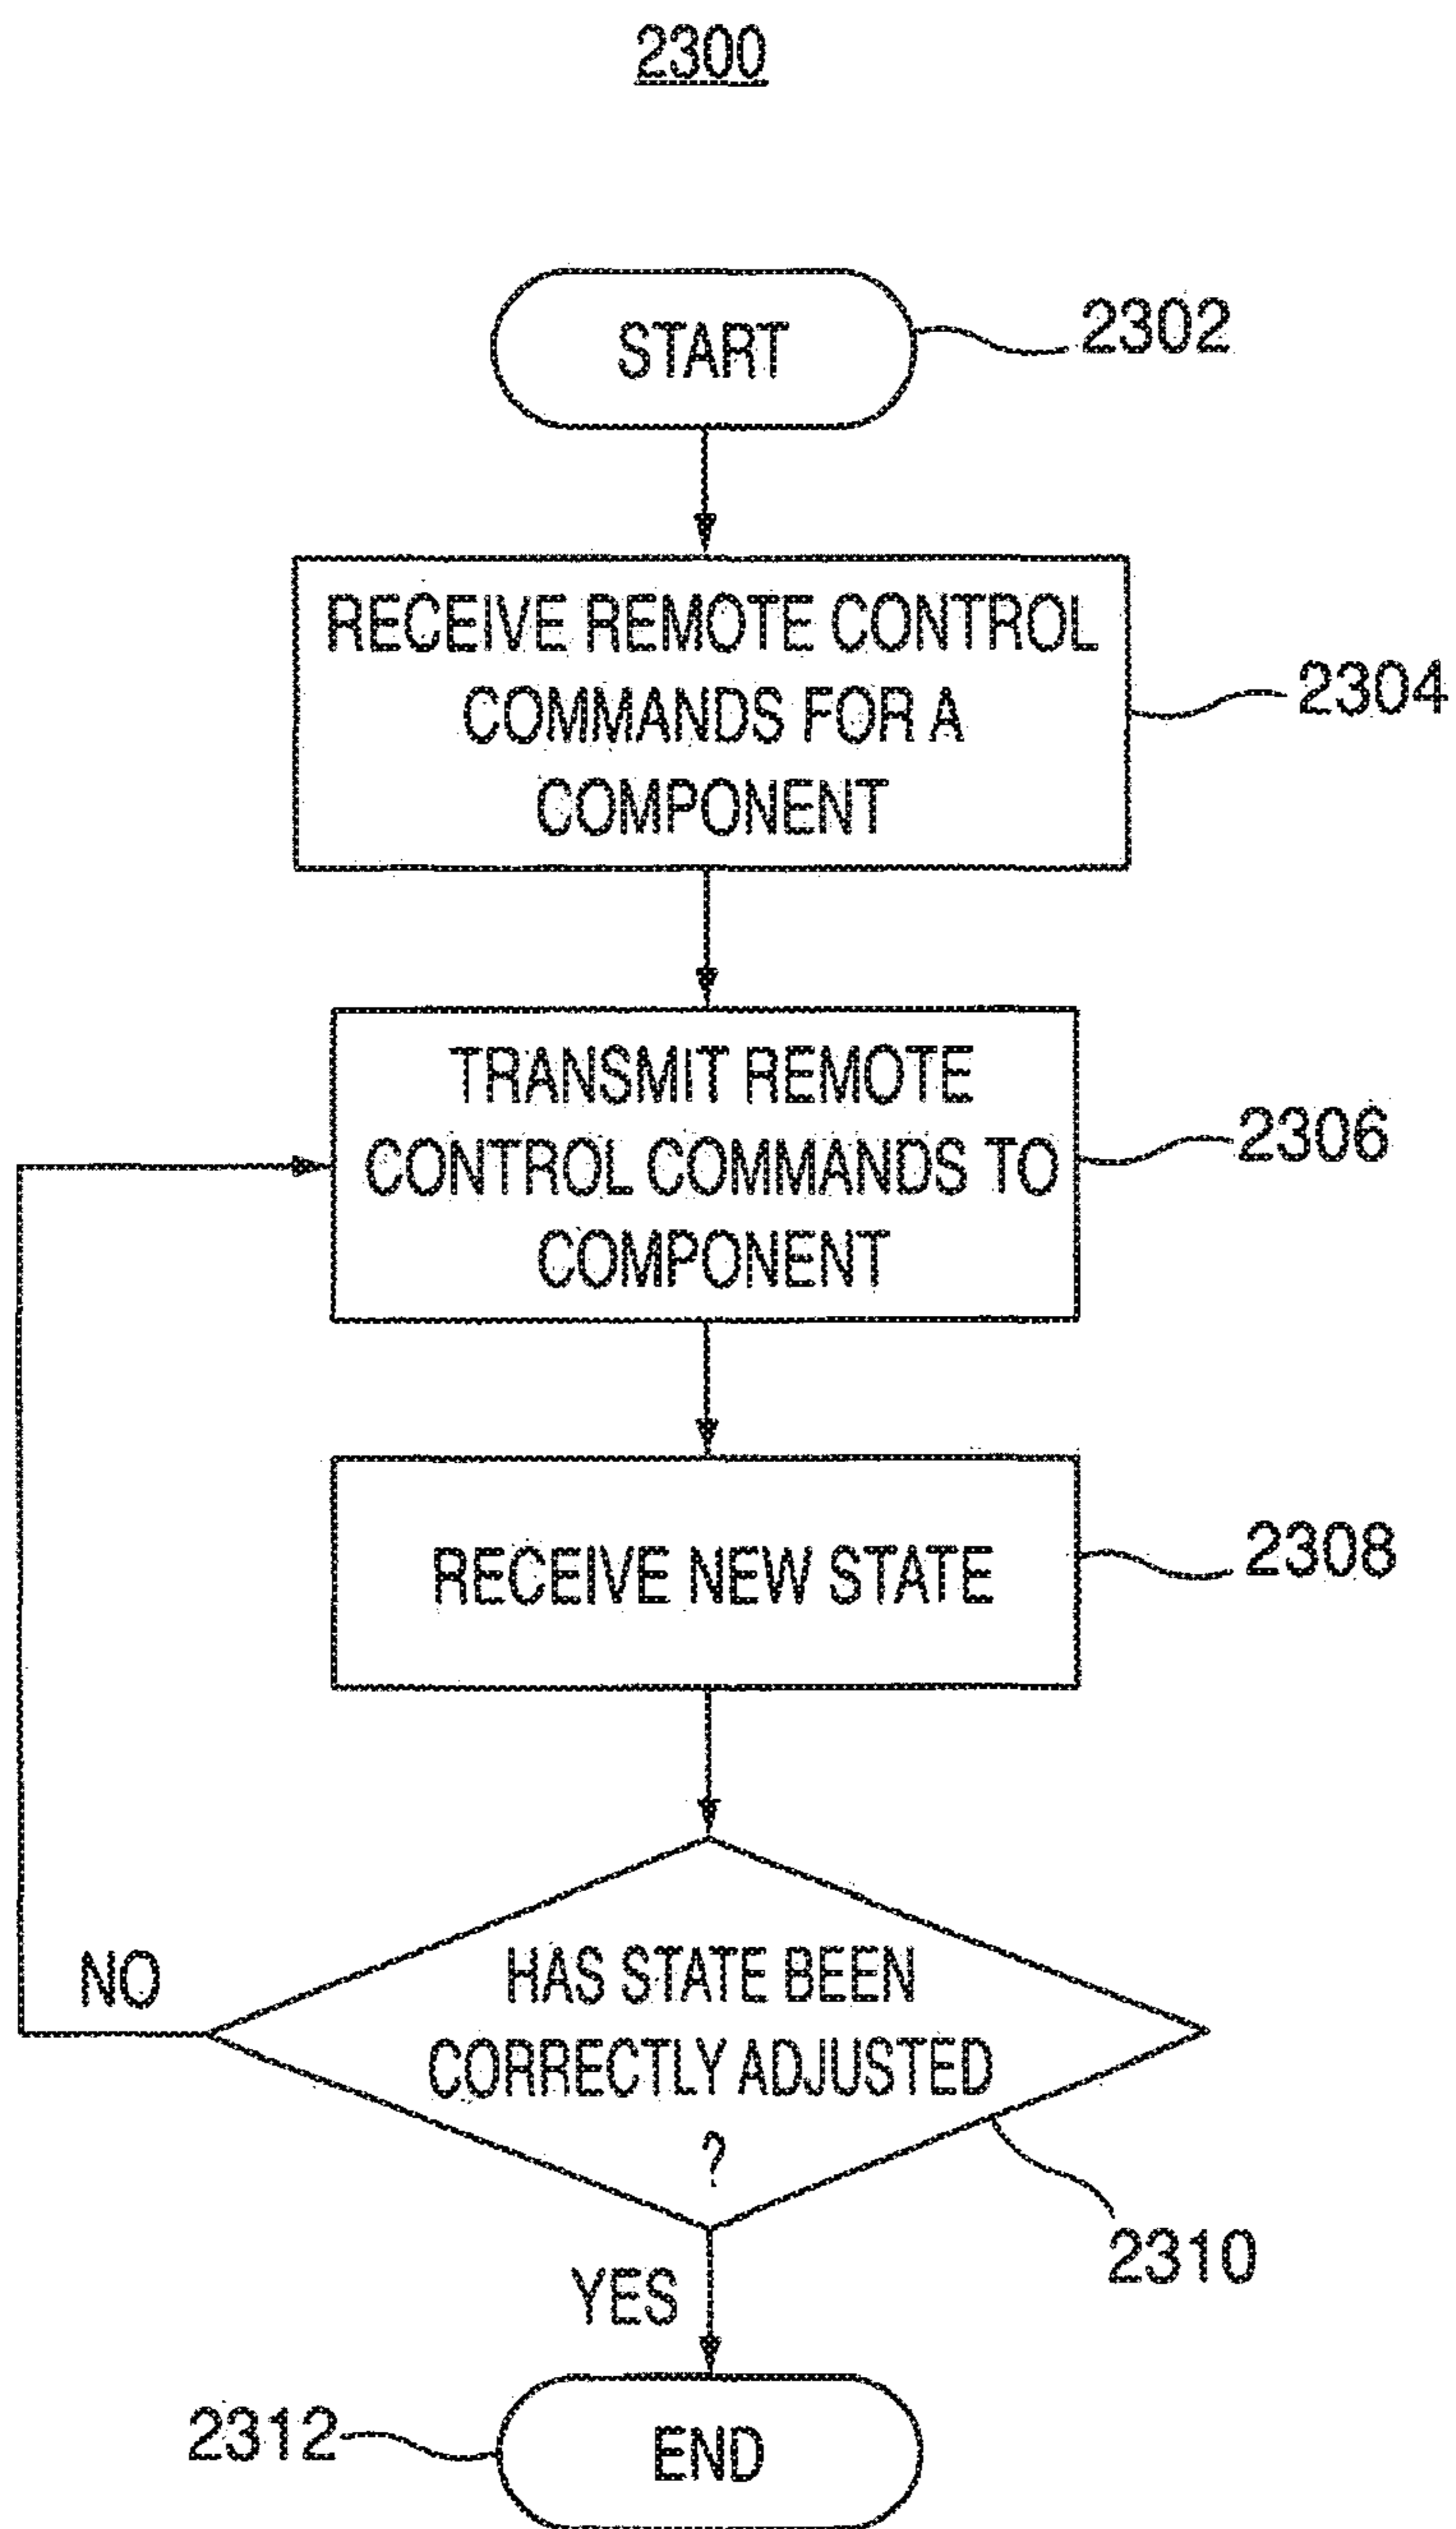 2300
START
2302
RECEIVE REMOTE CONTROL
COMMANDS FOR A
COMPONENT
2304
TRANSMIT REMOTE
CONTROL COMMANDS TO
COMPONENT
2306
RECEIVE NEW STATE
2308
HAS STATE BEEN
CORRECTLY ADJUSTED
?
NO
2310
YES
2312
END